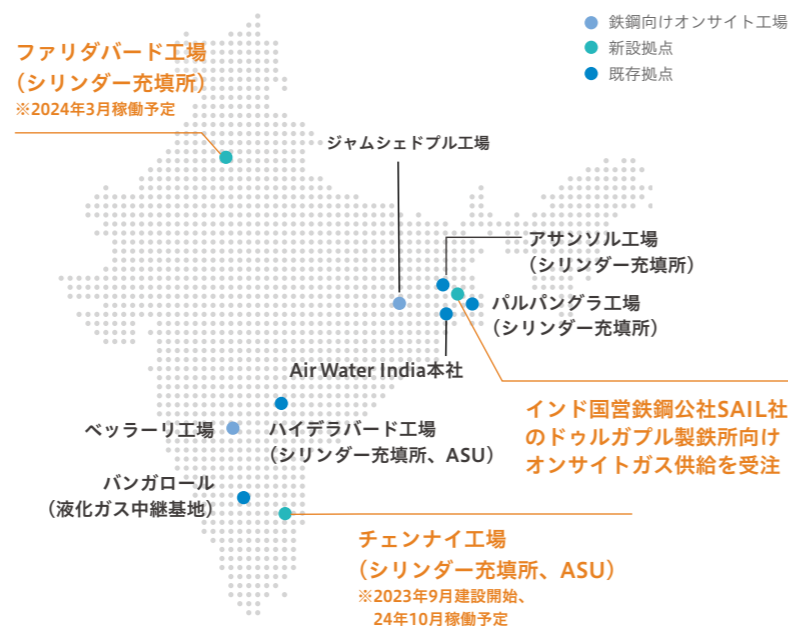 鉄鋼向けオンサイト工場
新設拠点
既存拠点
ファリダバード工場
（シリンダー充填所）
※2024年3月稼働予定
ジャムシェドプル工場
アサンソル工場
（シリンダー充填所）
パルパングラ工場
（シリンダー充填所）
Air Water India本社
インド国営鉄鋼公社SAIL社
のドゥルガプル製鉄所向け
オンサイトガス供給を受注
ベッラーリ工場
ハイデラバード工場
（シリンダー充填所、ASU）
バンガロール
（液化ガス中継基地）
チェンナイ工場
（シリンダー充填所、ASU）
※2023年9月建設開始、
24年10月稼働予定